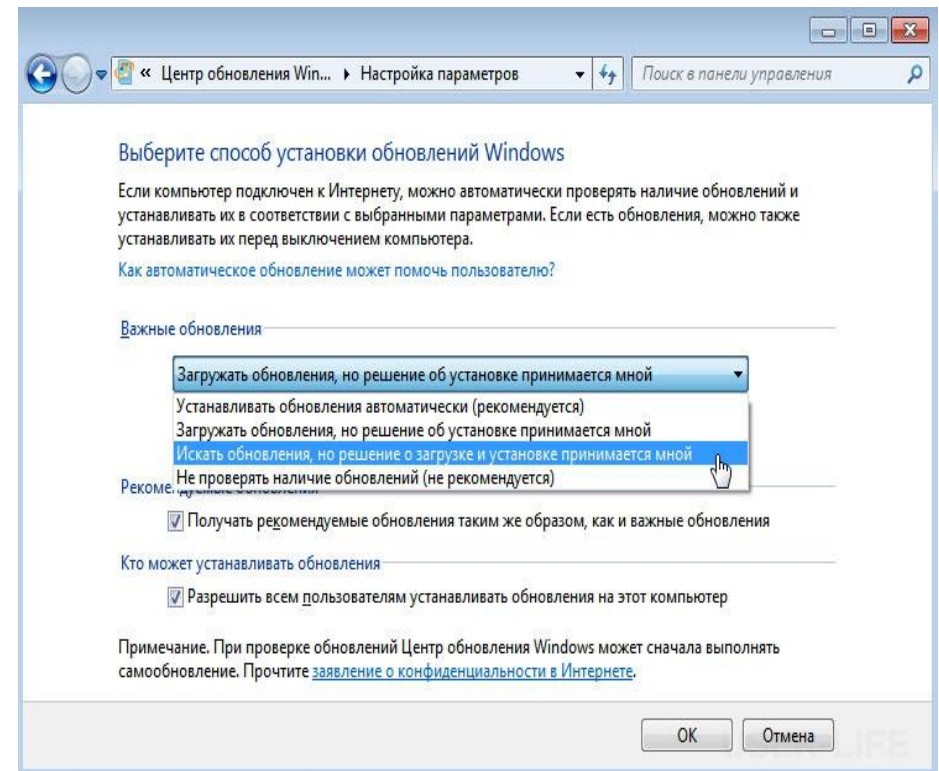 « Центр обновления Win... ▸ Настройка параметров
Поиск в панели управления
Выберите способ установки обновлений Windows
Если компьютер подключен к Интернету, можно автоматически проверять наличие обновлений и
устанавливать их в соответствии с выбранными параметрами. Если есть обновления, можно также
устанавливать их перед выключением компьютера.
Как автоматическое обновление может помочь пользователю?
Важные обновления
Загружать обновления, но решение об установке принимается мной
Устанавливать обновления автоматически (рекомендуется)
Загружать обновления, но решение об установке принимается мной
Искать обновления, но решение о загрузке и установке принимается мной
Не проверять наличие обновлений (не рекомендуется)
Рекомендуемые обновления
Получать рекомендуемые обновления таким же образом, как и важные обновления
Кто может устанавливать обновления
Разрешить всем пользователям устанавливать обновления на этот компьютер
Примечание. При проверке обновлений Центр обновления Windows может сначала выполнять
самообновление. Прочтите заявление о конфиденциальности в Интернете.
ОК
Отмена